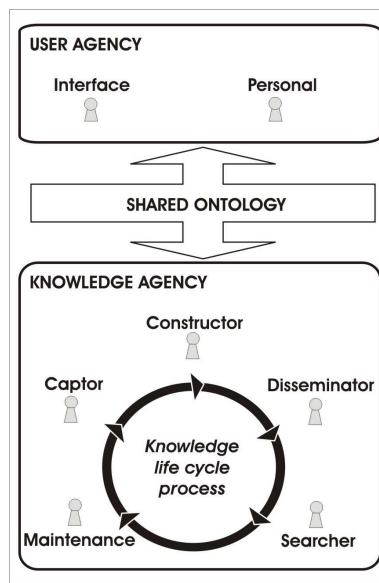 USER AGENCY
Interface Personal
SHARED ONTOLOGY
KNOWLEDGE AGENCY
Constructor
Captor Disseminator
Knowledge
life cycle
process
Maintenance Searcher